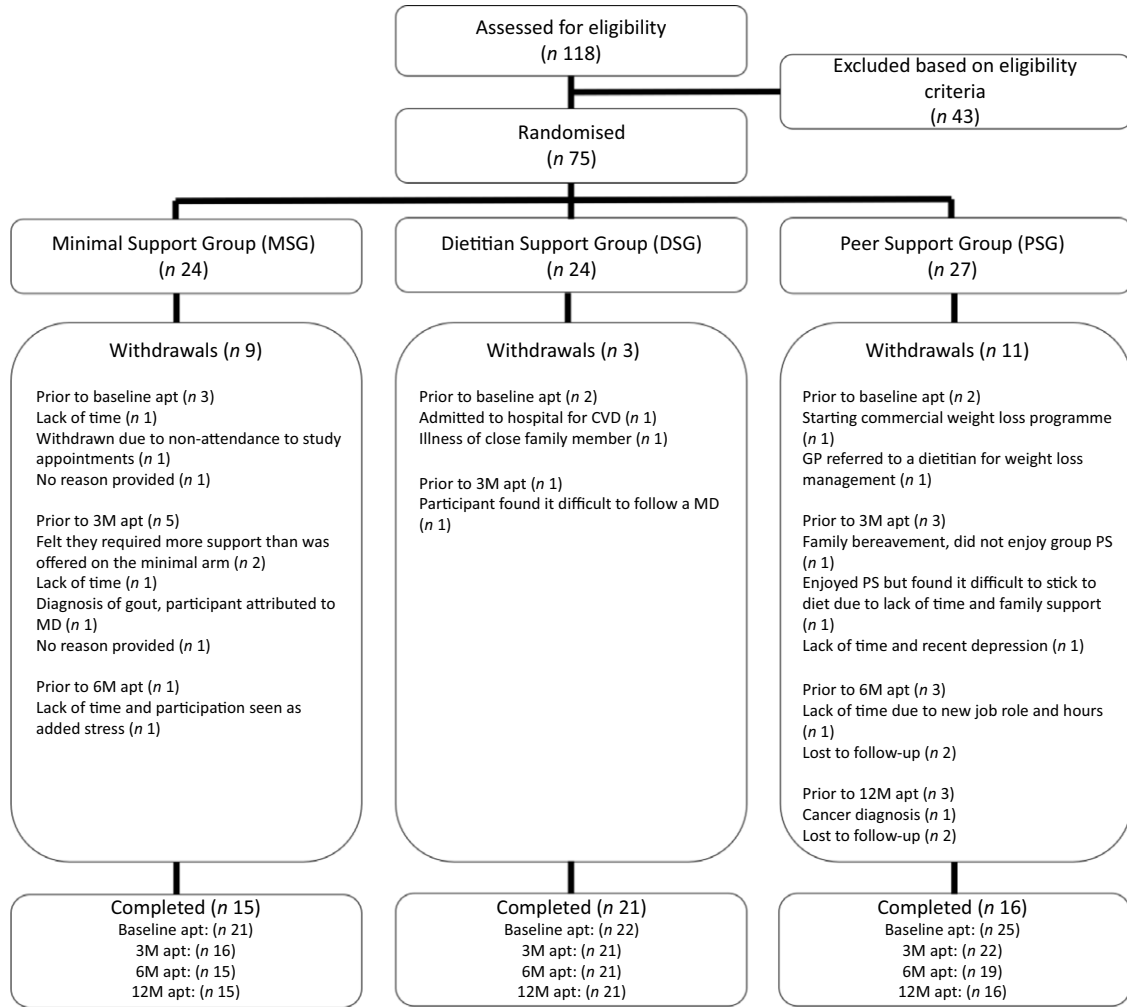 Assessed for eligibility
(n 118)
Excluded based on eligibility
criteria
(n 43)
Randomised
(n 75)
Minimal Support Group (MSG)
(n 24)
Dietitian Support Group (DSG)
(n 24)
Peer Support Group (PSG)
(n 27)
Withdrawals (n 9)
Prior to baseline apt (n 3)
Lack of time (n 1)
Withdrawn due to non-attendance to study
appointments (n 1)
No reason provided (n 1)
Prior to 3M apt (n 5)
Felt they required more support than was
offered on the minimal arm (n 2)
Lack of time (n 1)
Diagnosis of gout, participant attributed to
MD (n 1)
No reason provided (n 1)
Prior to 6M apt (n 1)
Lack of time and participation seen as
added stress (n 1)
Withdrawals (n 3)
Prior to baseline apt (n 2)
Admitted to hospital for CVD (n 1)
Illness of close family member (n 1)
Prior to 3M apt (n 1)
Participant found it difficult to follow a MD
(n 1)
Withdrawals (n 11)
Prior to baseline apt (n 2)
Starting commercial weight loss programme
(n 1)
GP referred to a dietitian for weight loss
management (n 1)
Prior to 3M apt (n 3)
Family bereavement, did not enjoy group PS
(n 1)
Enjoyed PS but found it difficult to stick to
diet due to lack of time and family support
(n 1)
Lack of time and recent depression (n 1)
Prior to 6M apt (n 3)
Lack of time due to new job role and hours
(n 1)
Lost to follow-up (n 2)
Prior to 12M apt (n 3)
Cancer diagnosis (n 1)
Lost to follow-up (n 2)
Completed (n 15)
Baseline apt: (n 21)
3M apt: (n 16)
6M apt: (n 15)
12M apt: (n 15)
Completed (n 21)
Baseline apt: (n 22)
3M apt: (n 21)
6M apt: (n 21)
12M apt: (n 21)
Completed (n 16)
Baseline apt: (n 25)
3M apt: (n 22)
6M apt: (n 19)
12M apt: (n 16)